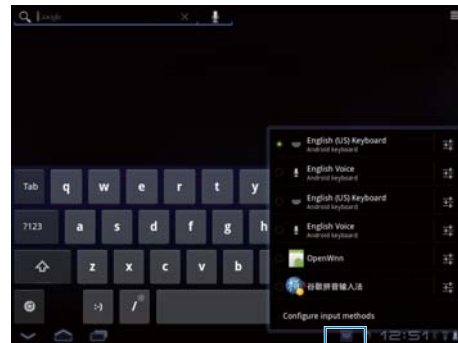 Google
English (US) Keyboard
Android keyboard
English Voice
Android keyboard
English (US) Keyboard
Android keyboard
English Voice
Android keyboard
OpenWnn
谷歌拼音输入法
Configure input methods
Tab q w e r t y
?123 a s d f g h
z x c v b
:-) /
12:51